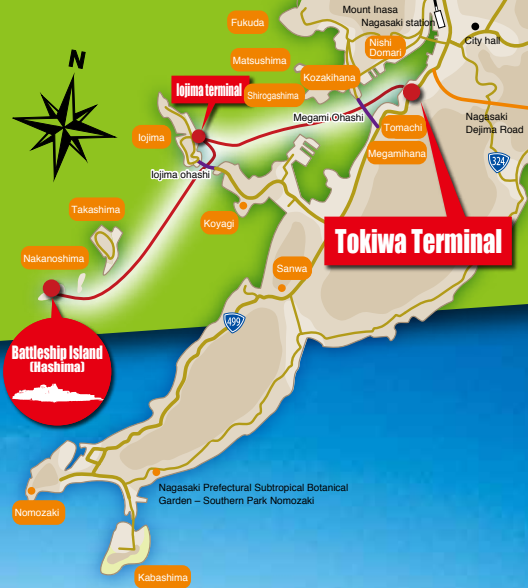 Mount Inasa
Fukuda
Nagasaki station
City hall
Nishi
Domari
Matsushima
Kozakihana
N
Iojima terminal
Shirogashima
Megami Ohashi
Nagasaki
Dejima Road
Tomachi
Iojima
Megamihana
324
Iojima ohashi
Takashima
Koyagi
Tokiwa Terminal
Nakanoshima
Sanwa
499
Battleship Island
(Hashima)
Nagasaki Prefectural Subtropical Botanical
Garden – Southern Park Nomozaki
Nomozaki
Kabashima